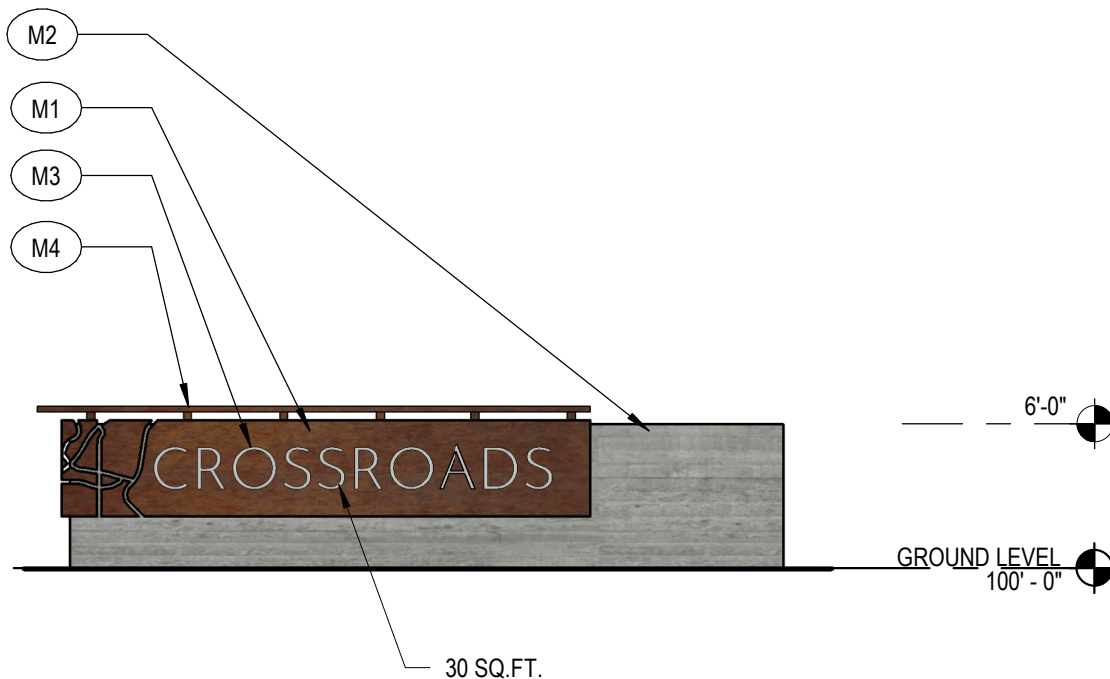 M2
M1
M3
M4
6'-0"
CROSSROADS
GROUND LEVEL
100' - 0"
30 SQ.FT.